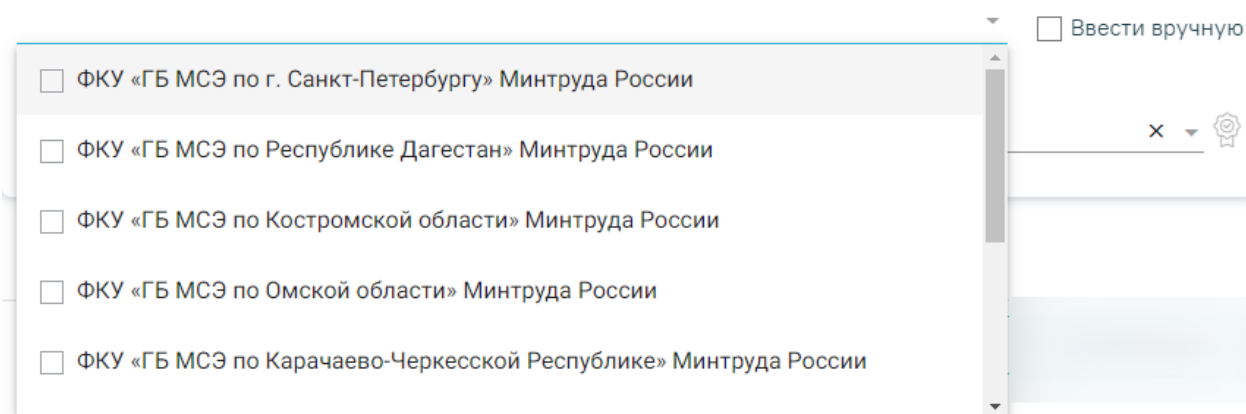 Ввести вручную
ФКУ «ГБ МСЭ по г. Санкт-Петербургу» Минтруда России
ФКУ «ГБ МСЭ по Республике Дагестан» Минтруда России
ФКУ «ГБ МСЭ по Костромской области» Минтруда России
ФКУ «ГБ МСЭ по Омской области» Минтруда России
ФКУ «ГБ МСЭ по Карачаево-Черкесской Республике» Минтруда России